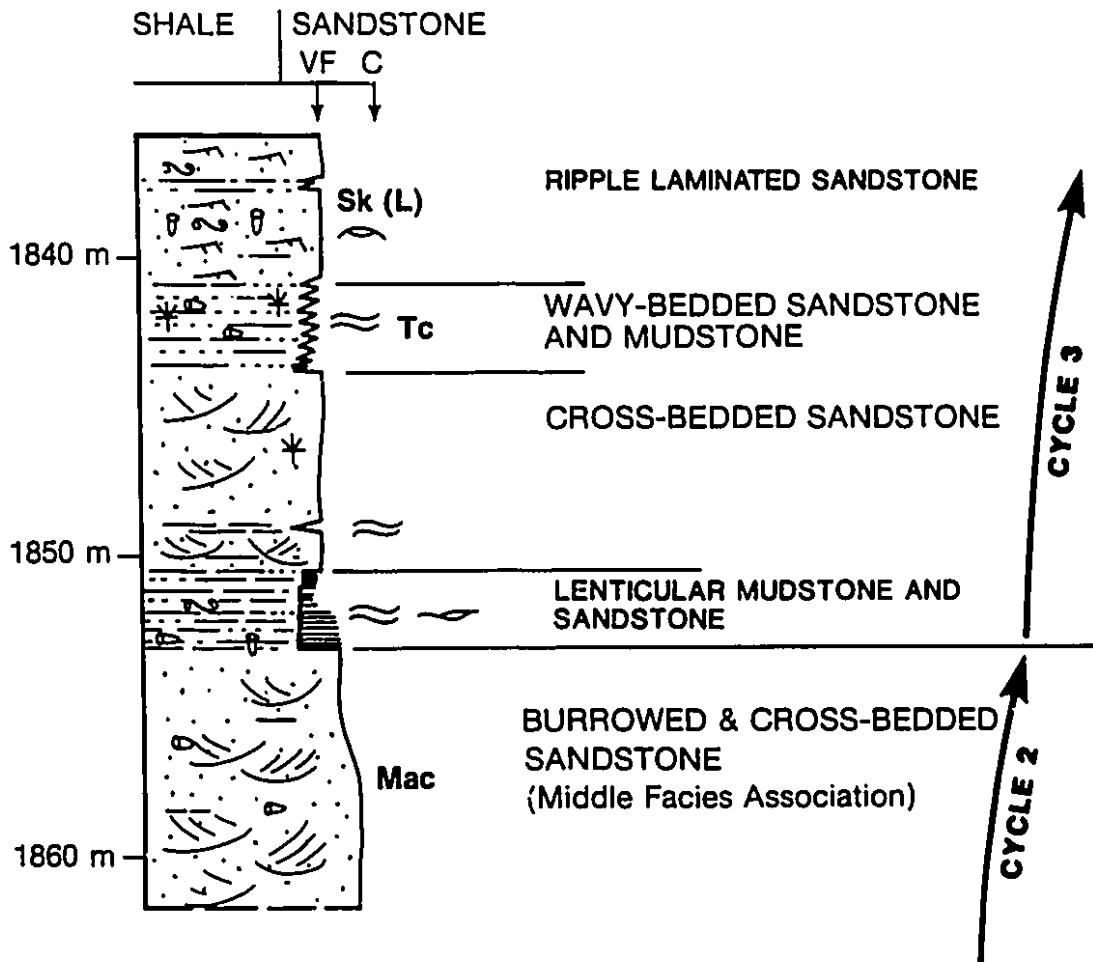 SHALE SANDSTONE
VF C
RIPPLE LAMINATED SANDSTONE
Sk (L)
1840 m
WAVY-BEDDED SANDSTONE
AND MUDSTONE
Tc
CROSS-BEDDED SANDSTONE
CYCLE 3
1850 m
LENTICULAR MUDSTONE AND
SANDSTONE
BURROWED & CROSS-BEDDED
SANDSTONE
(Middle Facies Association)
Mac
CYCLE 2
1860 m